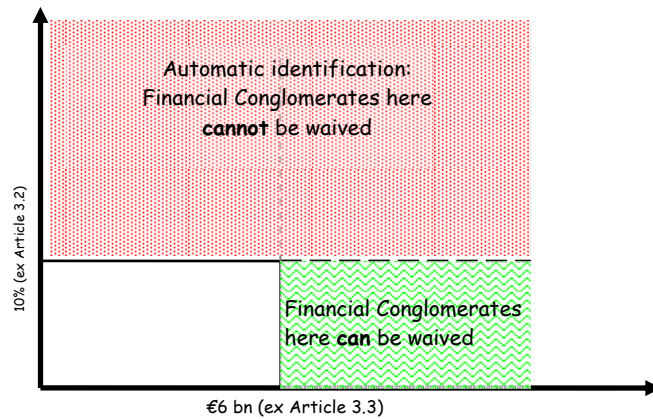 Automatic identification:
Financial Conglomerates here
cannot be waived
10% (ex Article 3.2)
Financial Conglomerates
here can be waived
€6 bn (ex Article 3.3)